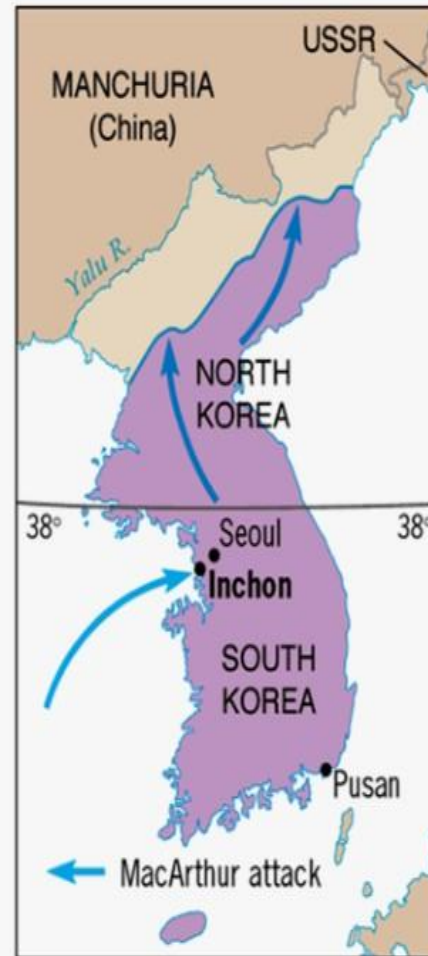 USSR
MANCHURIA
(China)
Yalu R.
NORTH
KOREA
38°
38°
Seoul
Inchon
SOUTH
KOREA
Pusan
MacArthur attack